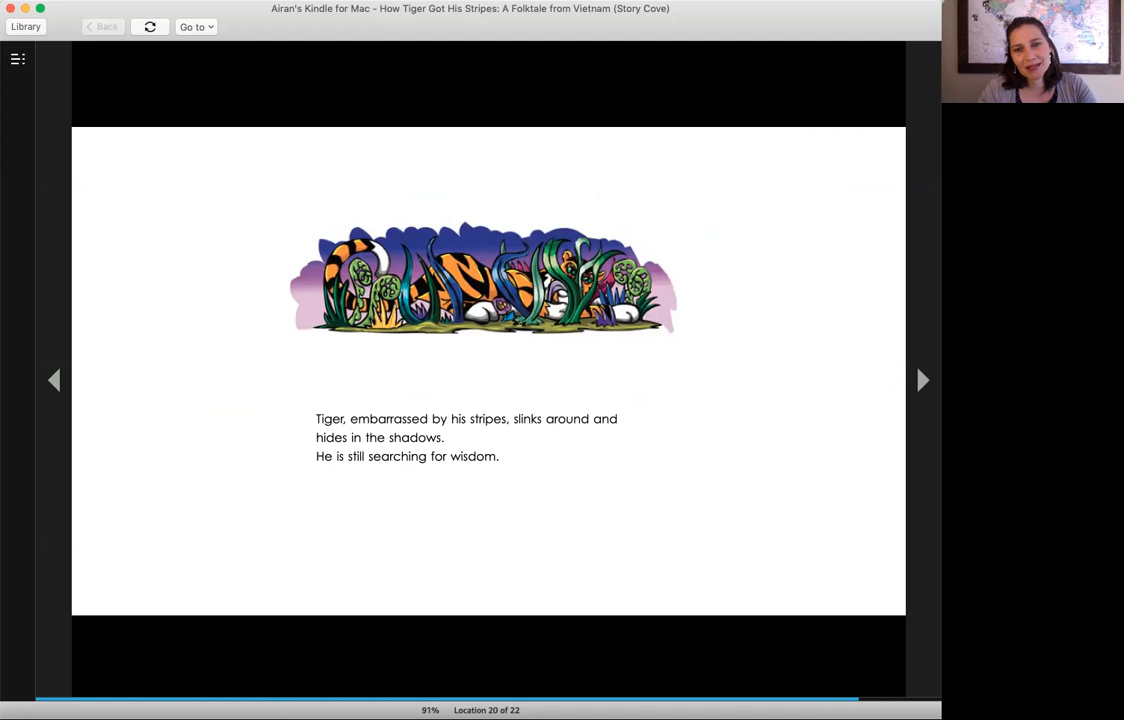 Airan's Kindle for Mac - How Tiger Got His Stripes: A Folktale from Vietnam (Story Cove)
Library
Back
Go to
Tiger, embarrassed by his stripes, slinks around and
hides in the shadows.
He is still searching for wisdom.
91% Location 20 of 22